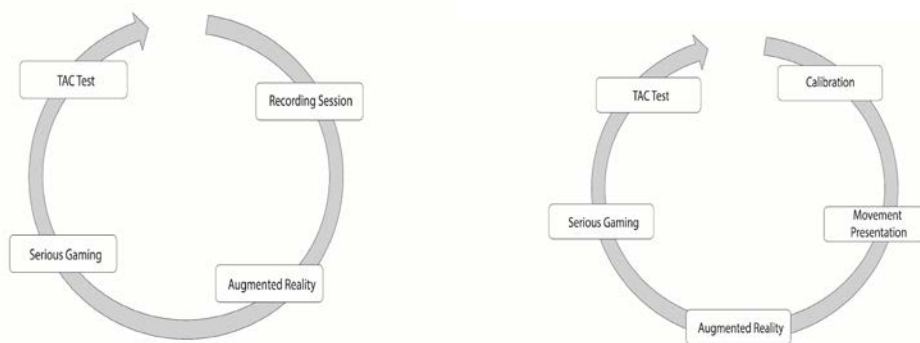 TAC Test
Recording Session
Serious Gaming
Augmented Reality
TAC Test
Calibration
Serious Gaming
Movement
Presentation
Augmented Reality